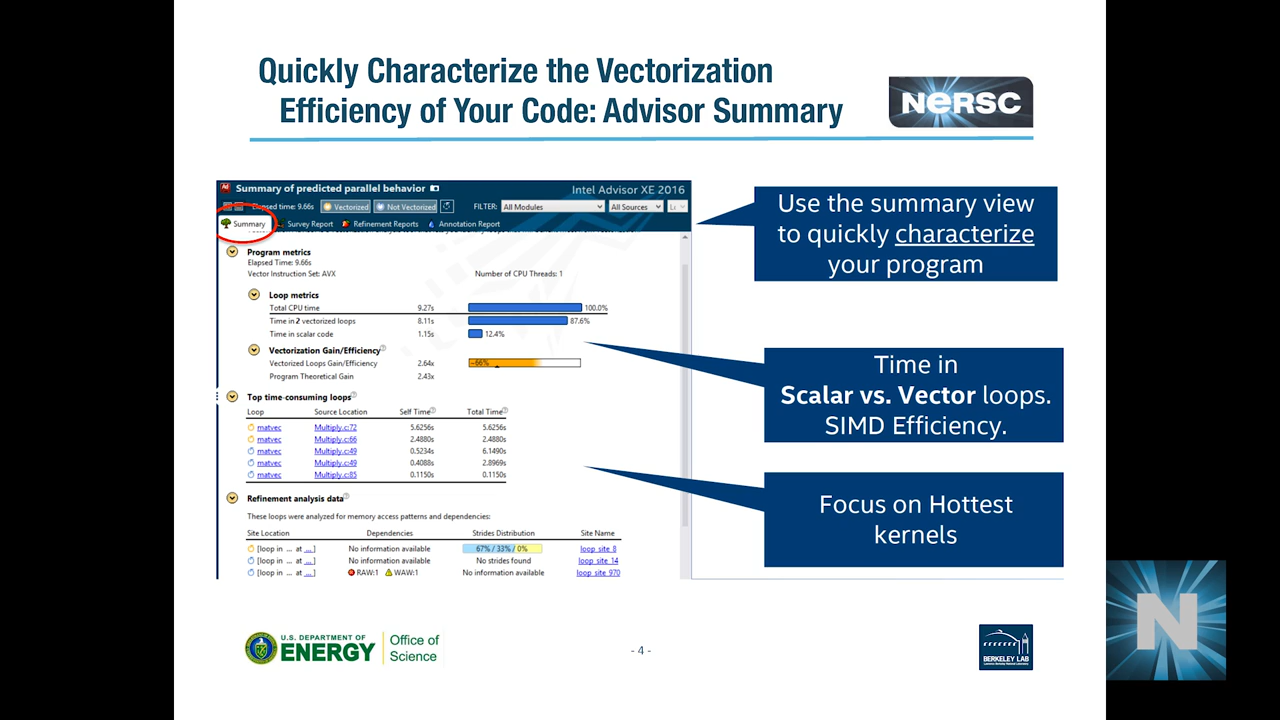 Quickly Characterize the Vectorization
Efficiency of Your Code: Advisor Summary
NERSC
Summary of predicted parallel behavior
Intel Advisor XE 2016
Elapsed time: 9.66s Vectorized Not Vectorized FILTER: All Modules All Sources
Summary Survey Report Refinement Reports Annotation Report
Program metrics
Elapsed Time: 9.66s
Vector Instruction Set: AVX Number of CPU Threads: 1
Loop metrics
Total CPU time 9.27s 100.0%
Time in 2 vectorized loops 8.11s 87.6%
Time in scalar code 1.15s 12.4%
Vectorization Gain/Efficiency
Vectorized Loops Gain/Efficiency 2.64x ~66%
Program Theoretical Gain 2.43x
Top time-consuming loops
Loop Source Location Self Time Total Time
matvec Multiply.c:72 5.6256s 5.6256s
matvec Multiply.c:66 2.4880s 2.4880s
matvec Multiply.c:49 0.5234s 6.1490s
matvec Multiply.c:49 0.4088s 2.8969s
matvec Multiply.c:85 0.1150s 0.1150s
Refinement analysis data
These loops were analyzed for memory access patterns and dependencies:
Site Location Dependencies Strides Distribution Site Name
[loop in ... at ...] No information available 67% / 33% / 0% loop_site_8
[loop in ... at ...] No information available No strides found loop_site_14
[loop in ... at ...] RAW:1 WAW:1 No information available loop_site_970
Use the summary view
to quickly characterize
your program
Time in
Scalar vs. Vector loops.
SIMD Efficiency.
Focus on Hottest
kernels
U.S. DEPARTMENT OF
ENERGY
Office of
Science
- 4 -
BERKELEY LAB
N